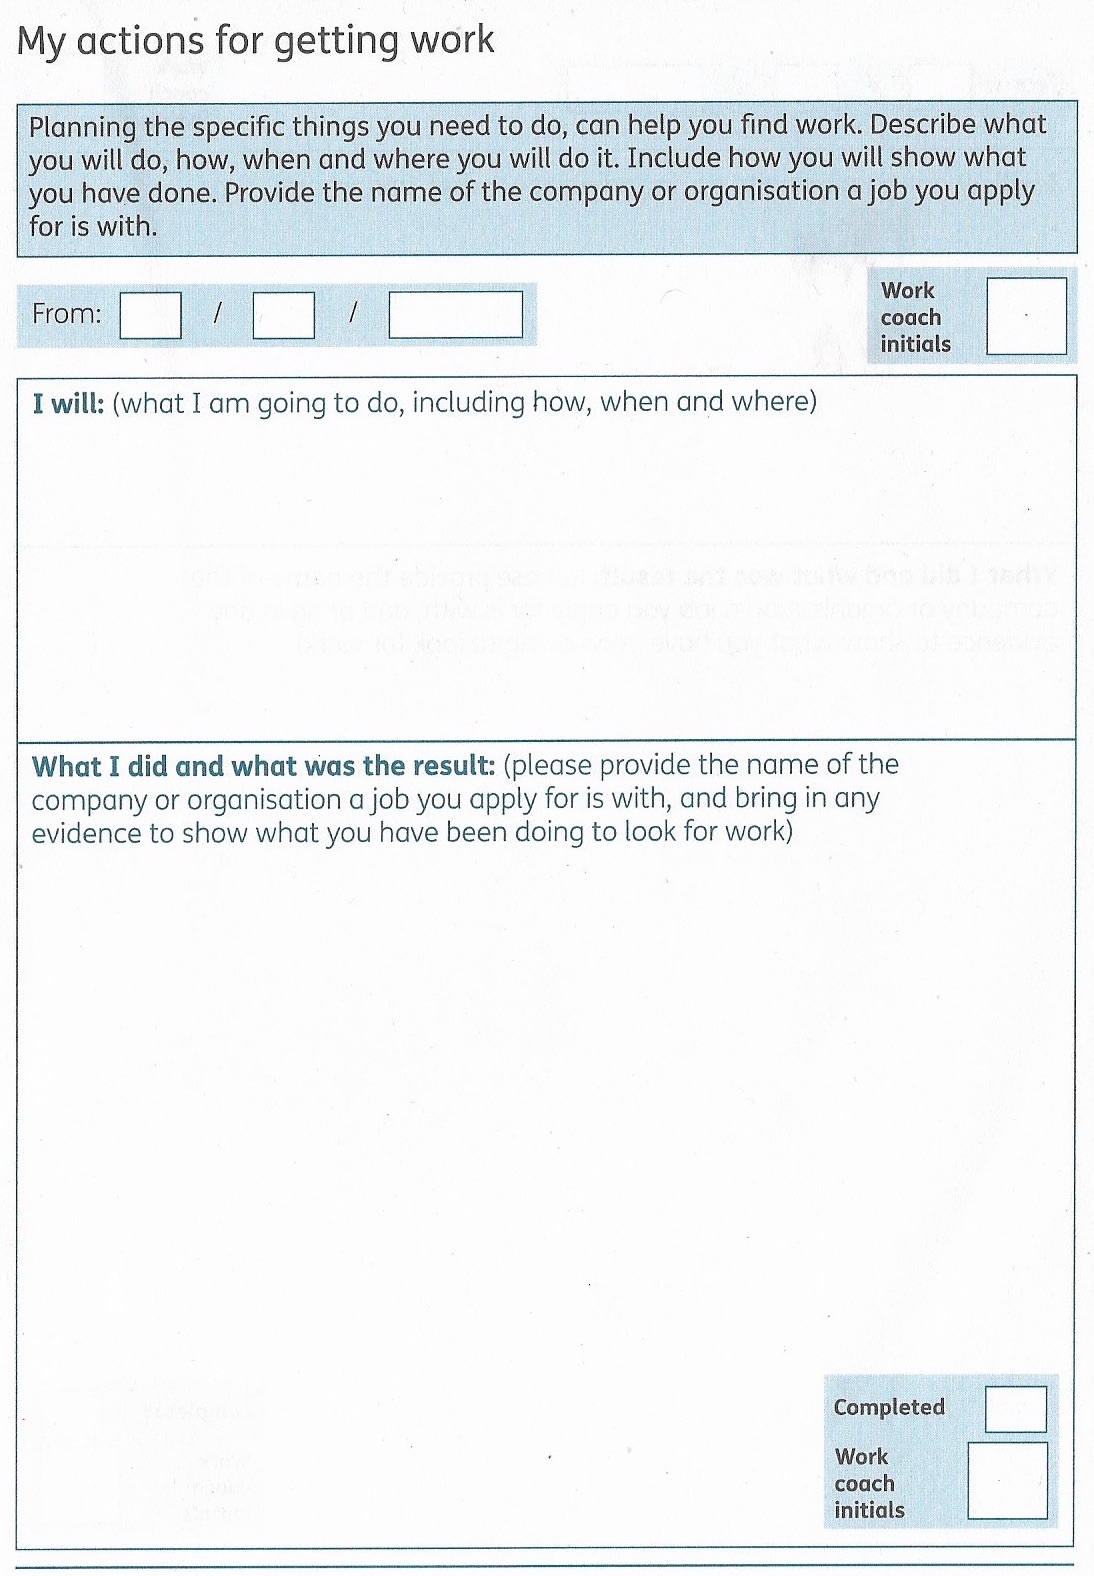 My actions for getting work
Planning the specific things you need to do, can help you find work. Describe what
you will do, how, when and where you will do it. Include how you will show what
you have done. Provide the name of the company or organisation a job you apply
for is with.
From: / /
Work
coach
initials
I will: (what I am going to do, including how, when and where)
What I did and what was the result: (please provide the name of the
company or organisation a job you apply for is with, and bring in any
evidence to show what you have been doing to look for work)
Completed
Work
coach
initials